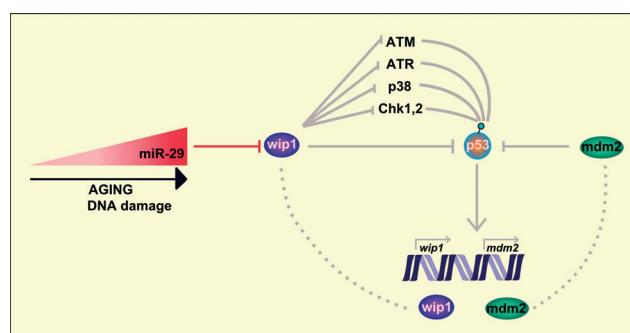 ATM
ATR
p38
Chk1,2
miR-29
wip1
p53
mdm2
AGING
DNA damage
wip1
mdm2
wip1
mdm2